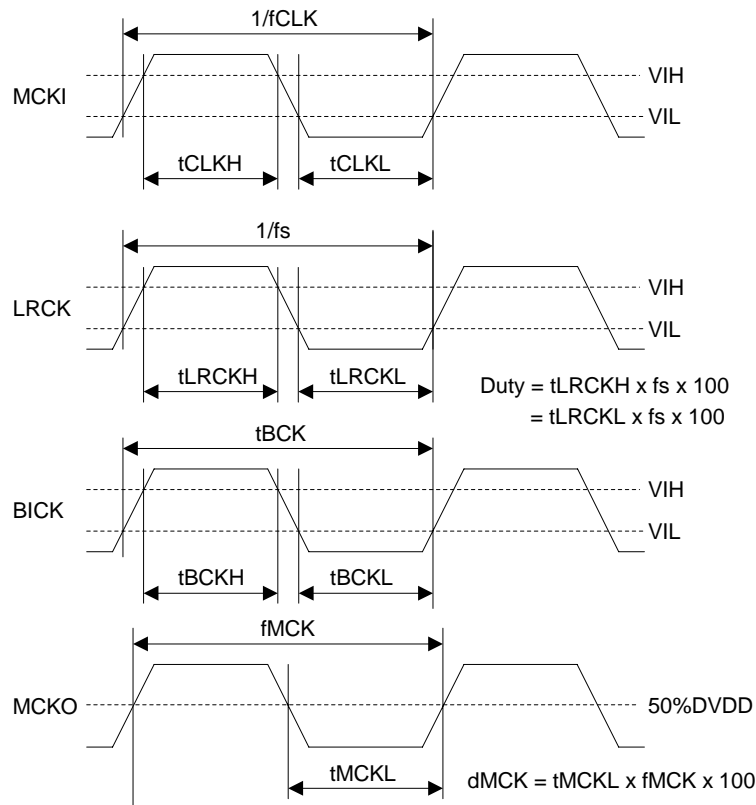 1/fCLK
MCKI
VIH
VIL
tCLKH
tCLKL
1/fs
LRCK
VIH
VIL
tLRCKH
tLRCKL
Duty = tLRCKH x fs x 100
= tLRCKL x fs x 100
tBCK
BICK
VIH
VIL
tBCKH
tBCKL
fMCK
MCKO
50%DVDD
tMCKL
dMCK = tMCKL x fMCK x 100